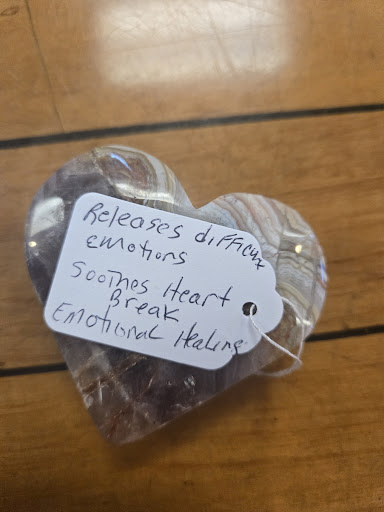 Releases difficult
emotions
Soothes Heart
Break
Emotional Healing